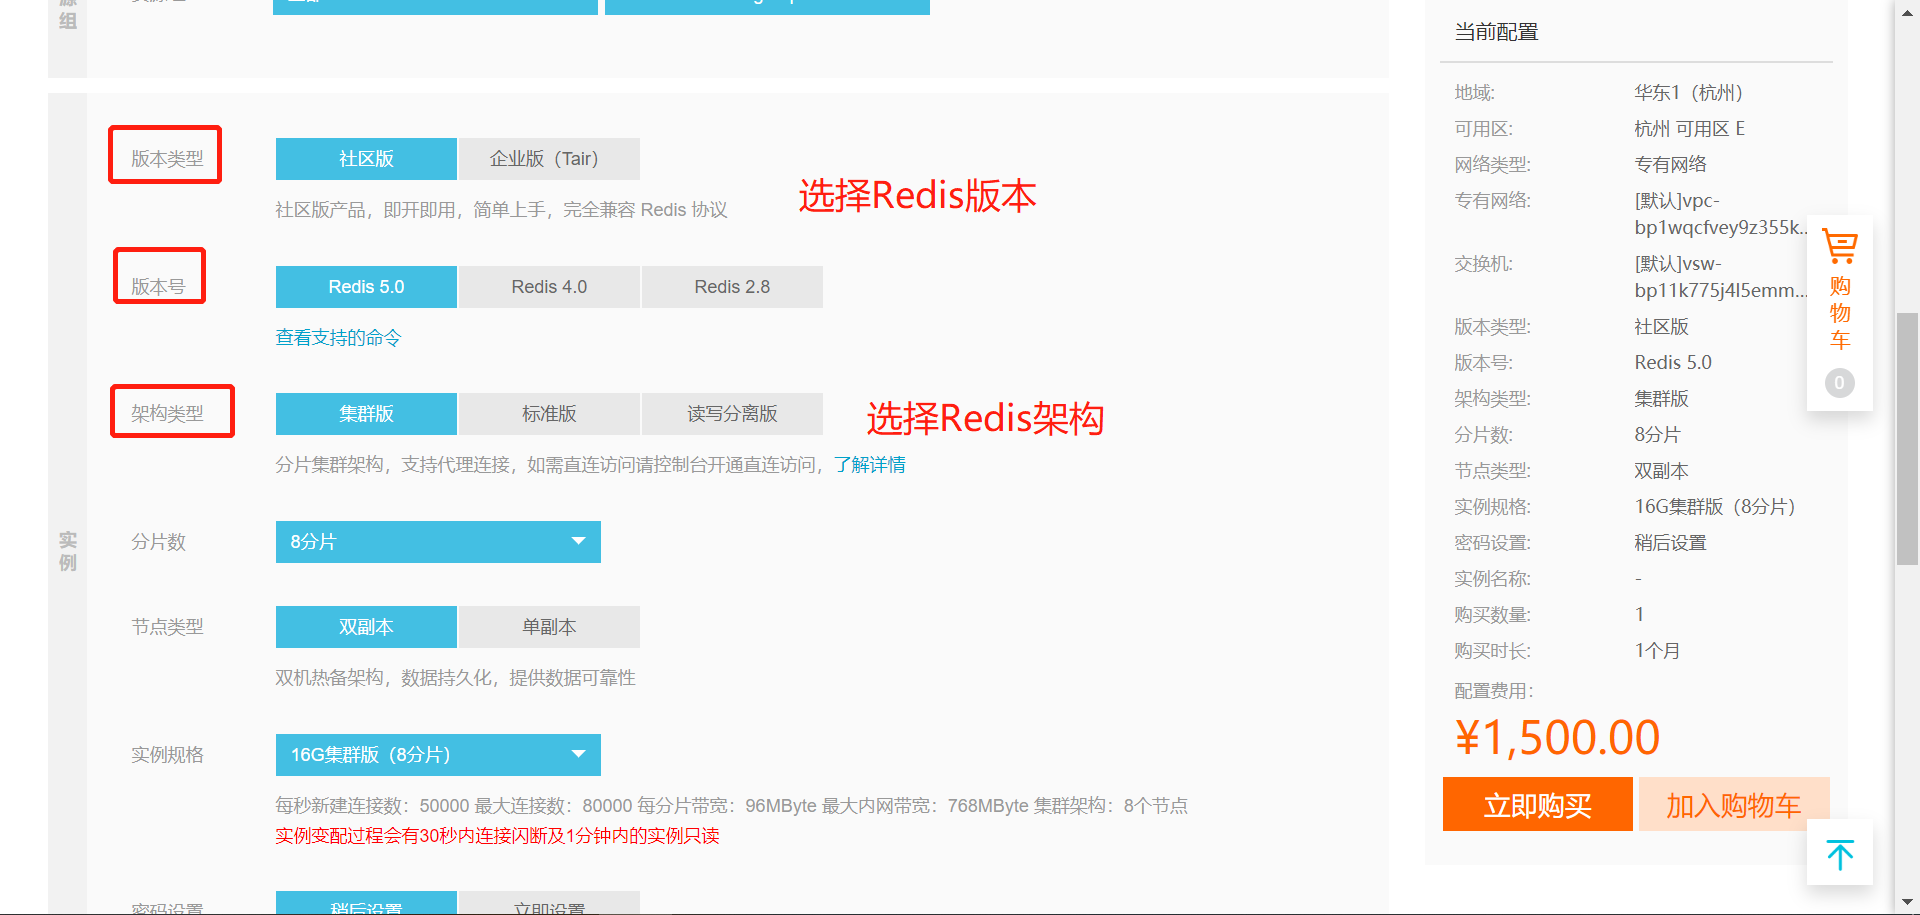 源
组
版本类型
社区版
企业版（Tair）
社区版产品，即开即用，简单上手，完全兼容 Redis 协议
选择Redis版本
版本号
Redis 5.0
Redis 4.0
Redis 2.8
查看支持的命令
架构类型
集群版
标准版
读写分离版
选择Redis架构
分片集群架构，支持代理连接，如需直连访问请控制台开通直连访问，了解详情
实
例
分片数
8分片
节点类型
双副本
单副本
双机热备架构，数据持久化，提供数据可靠性
实例规格
16G集群版（8分片）
每秒新建连接数：50000 最大连接数：80000 每分片带宽：96MByte 最大内网带宽：768MByte 集群架构：8个节点
实例变配过程会有30秒内连接闪断及1分钟内的实例只读
密码设置
稍后设置
立即设置
当前配置
地域:
华东1（杭州）
可用区:
杭州 可用区 E
网络类型:
专有网络
专有网络:
[默认]vpc-
bp1wqcfvey9z355k...
交换机:
[默认]vsw-
bp11k775j4l5emm...
版本类型:
社区版
版本号:
Redis 5.0
架构类型:
集群版
分片数:
8分片
节点类型:
双副本
实例规格:
16G集群版（8分片）
密码设置:
稍后设置
实例名称:
-
购买数量:
1
购买时长:
1个月
配置费用：
¥1,500.00
立即购买
加入购物车
购
物
车
0